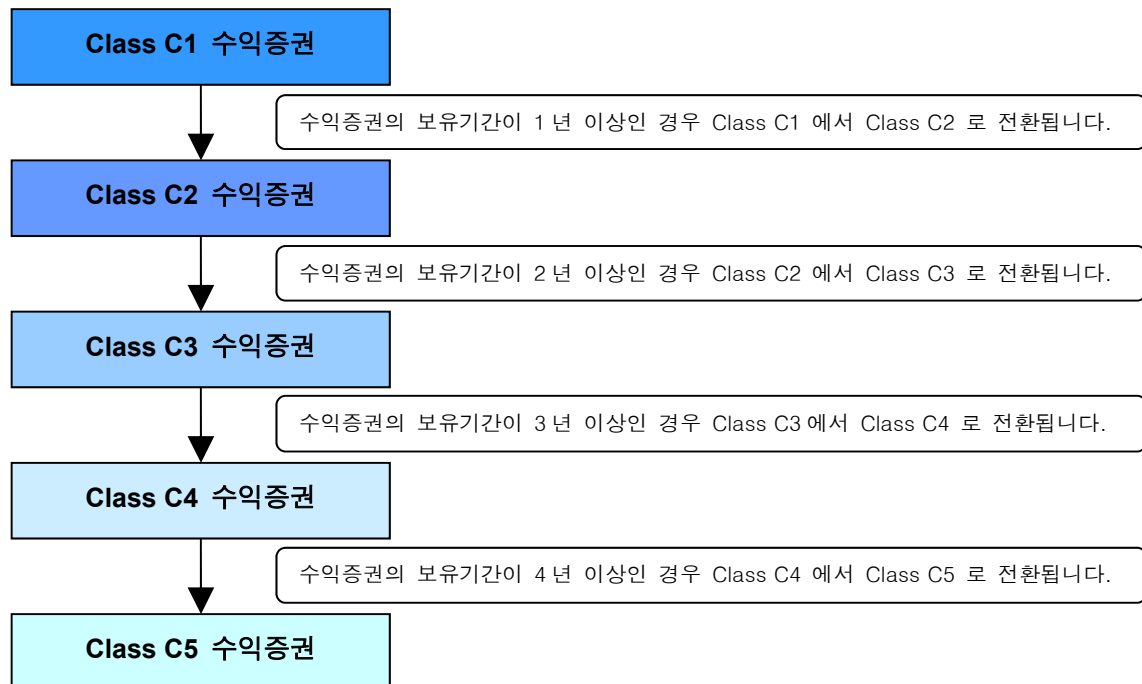 Class C1 수익증권
수익증권의 보유기간이 1년 이상인 경우 Class C1 에서 Class C2 로 전환됩니다.
Class C2 수익증권
수익증권의 보유기간이 2년 이상인 경우 Class C2 에서 Class C3 로 전환됩니다.
Class C3 수익증권
수익증권의 보유기간이 3년 이상인 경우 Class C3에서 Class C4 로 전환됩니다.
Class C4 수익증권
수익증권의 보유기간이 4년 이상인 경우 Class C4 에서 Class C5 로 전환됩니다.
Class C5 수익증권